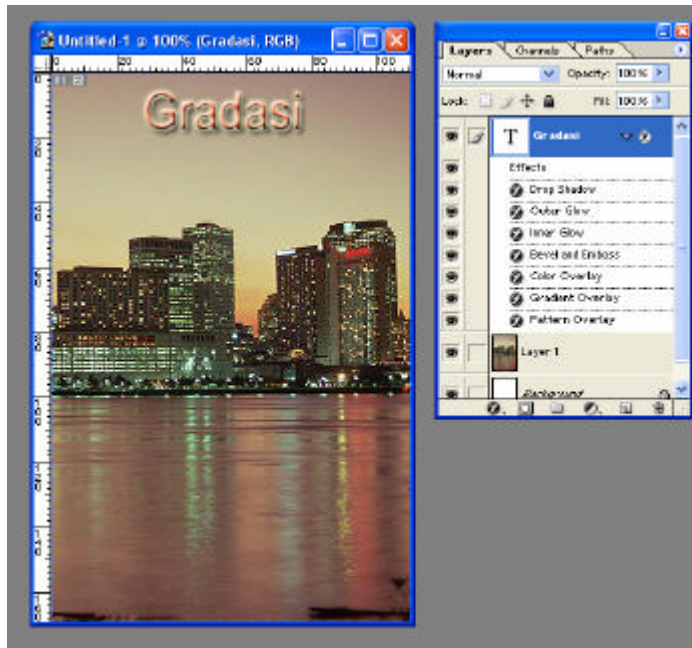 Untitled-1 @ 100% (Gradasi, RGB)
0 20 40 60 80 100
Gradasi
Layers Channels Paths
Normal Opacity: 100%
Lock: Fill: 100%
T Gradasi
Effects
Drop Shadow
Outer Glow
Inner Glow
Bevel and Emboss
Color Overlay
Gradient Overlay
Pattern Overlay
Layer 1
Background